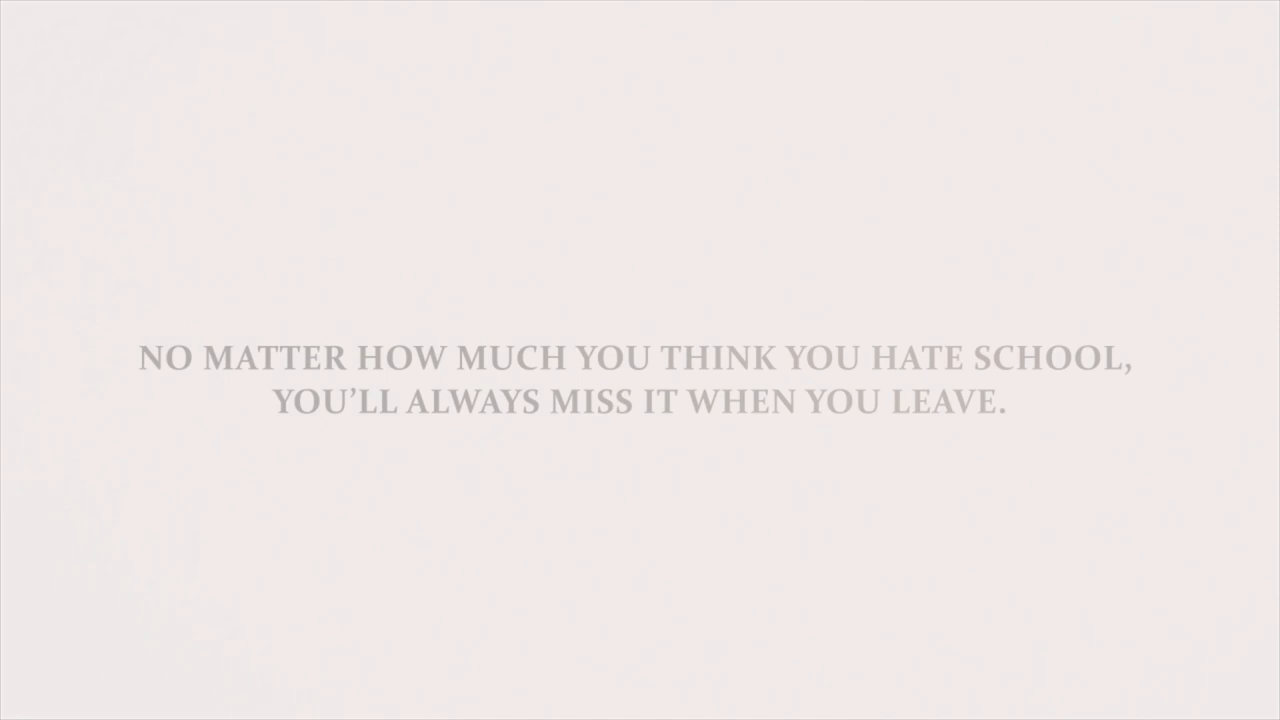 NO MATTER HOW MUCH YOU THINK YOU HATE SCHOOL,
YOU’LL ALWAYS MISS IT WHEN YOU LEAVE.